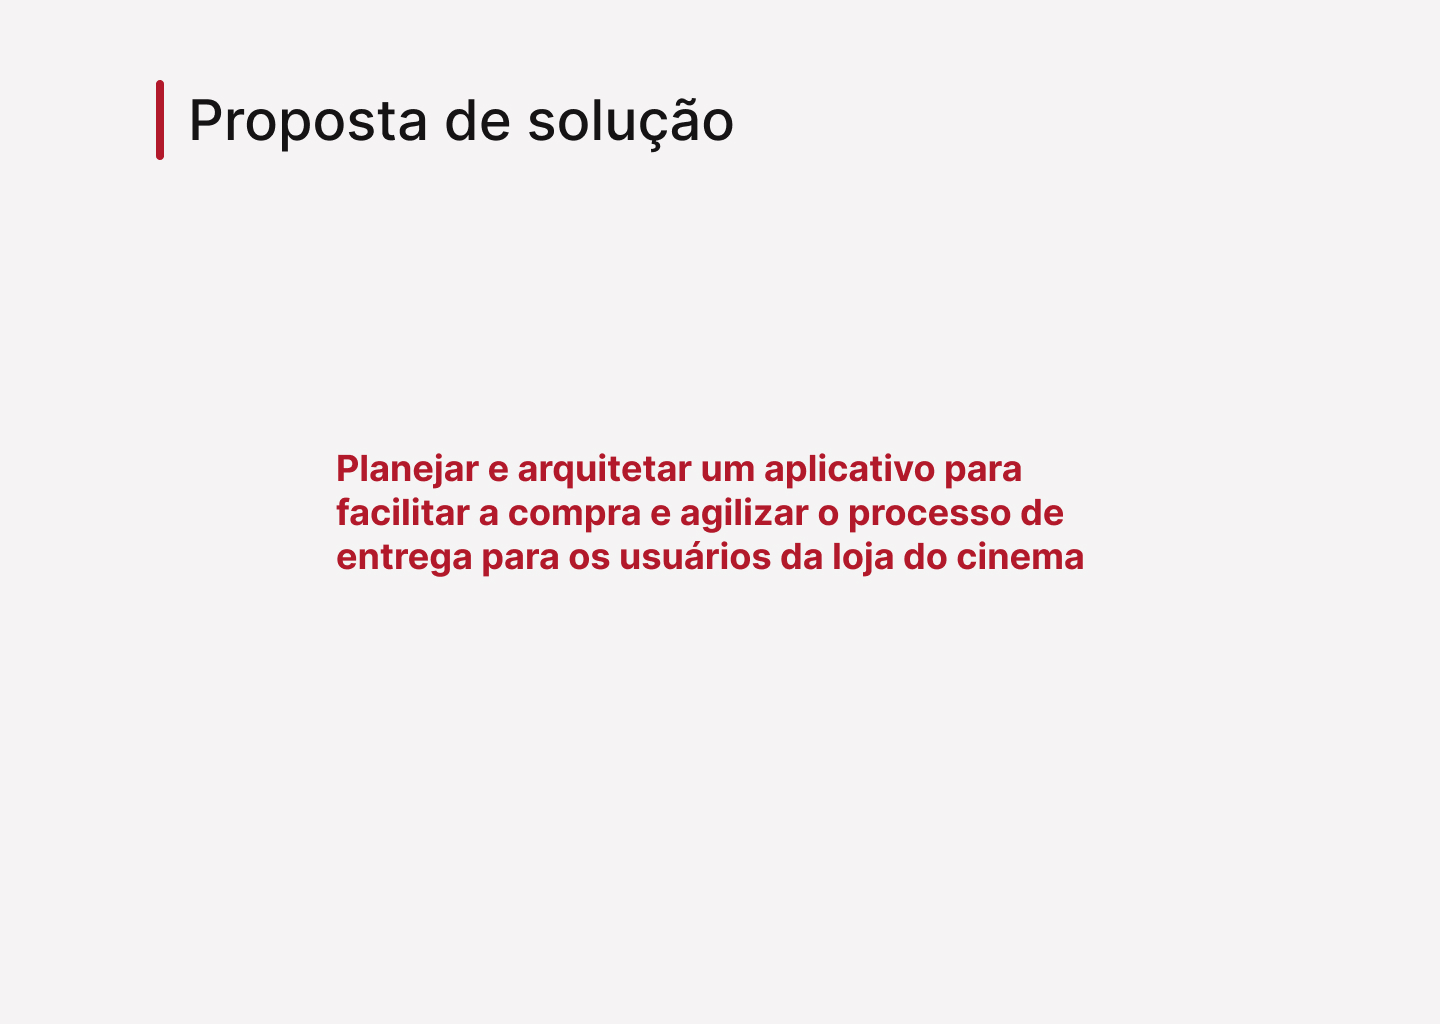 Proposta de solução
Planejar e arquitetar um aplicativo para
facilitar a compra e agilizar o processo de
entrega para os usuários da loja do cinema